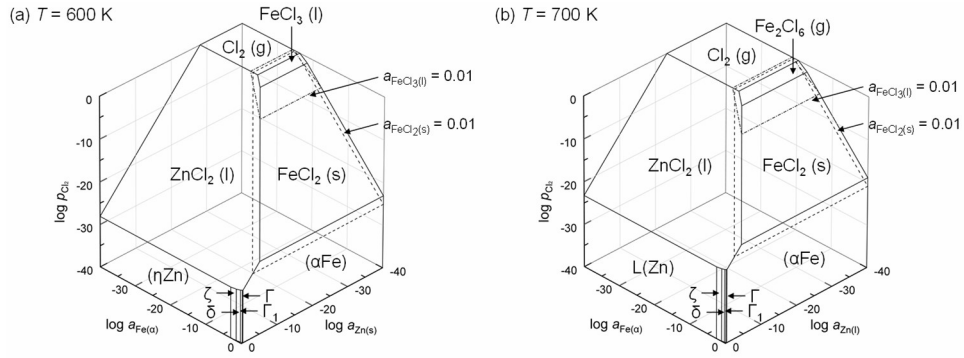 (a) T = 600 K
FeCl3 (l)
Cl2 (g)
aFeCl3(l) = 0.01
aFeCl2(s) = 0.01
ZnCl2 (l)
FeCl2 (s)
log pCl2
0
-10
-20
-30
-40
(ηZn)
(αFe)
ζ
δ
Γ
Γ1
-30
-20
-10
0
log aFe(α)
0
-10
-20
-30
-40
log aZn(s)
(b) T = 700 K
Fe2Cl6 (g)
Cl2 (g)
aFeCl3(l) = 0.01
aFeCl2(s) = 0.01
ZnCl2 (l)
FeCl2 (s)
log pCl2
0
-10
-20
-30
-40
L(Zn)
(αFe)
ζ
δ
Γ
Γ1
-30
-20
-10
0
log aFe(α)
0
-10
-20
-30
-40
log aZn(l)